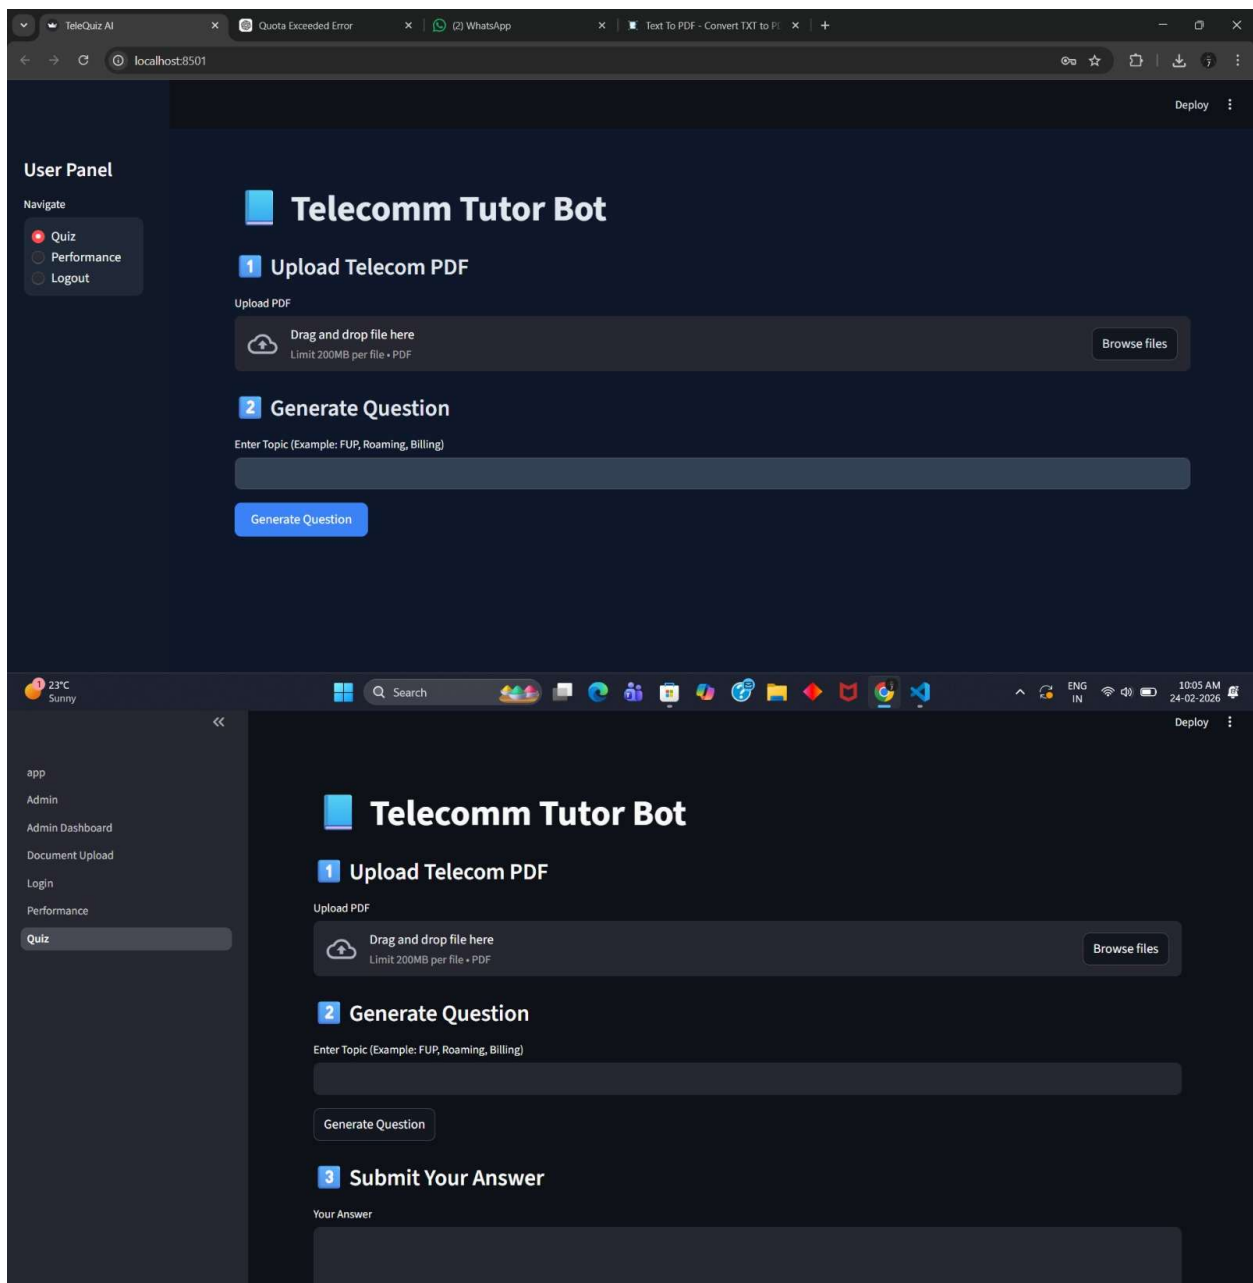 TeleQuiz AI
Quota Exceeded Error
(2) WhatsApp
Text To PDF - Convert TXT to P
localhost:8501
Deploy
User Panel
Navigate
Quiz
Performance
Logout
Telecomm Tutor Bot
1 Upload Telecom PDF
Upload PDF
Drag and drop file here
Limit 200MB per file • PDF
Browse files
2 Generate Question
Enter Topic (Example: FUP, Roaming, Billing)
Generate Question
1
23°C
Sunny
Search
ENG
IN
10:05 AM
24-02-2026
Deploy
app
Admin
Admin Dashboard
Document Upload
Login
Performance
Quiz
Telecomm Tutor Bot
1 Upload Telecom PDF
Upload PDF
Drag and drop file here
Limit 200MB per file • PDF
Browse files
2 Generate Question
Enter Topic (Example: FUP, Roaming, Billing)
Generate Question
3 Submit Your Answer
Your Answer